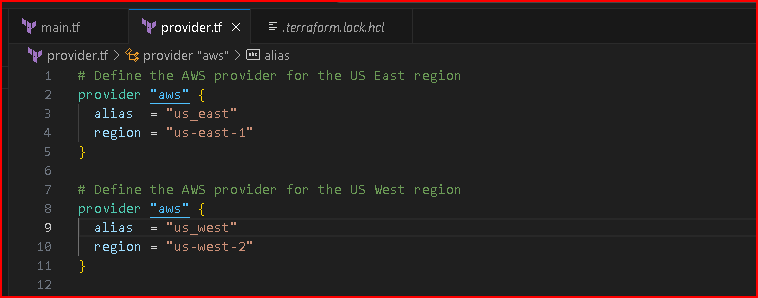 main.tf provider.tf × .terraform.lock.hcl
provider.tf > provider "aws" > abc alias
1 # Define the AWS provider for the US East region
2 provider "aws" {
3 alias = "us_east"
4 region = "us-east-1"
5 }
6
7 # Define the AWS provider for the US West region
8 provider "aws" {
9 alias = "us_west"
10 region = "us-west-2"
11 }
12